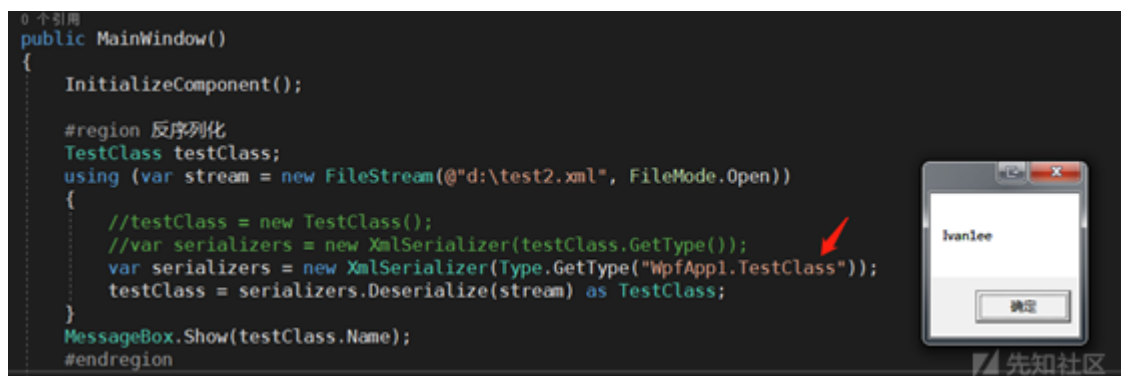 0 个引用
public MainWindow()
{
InitializeComponent();
#region 反序列化
TestClass testClass;
using (var stream = new FileStream(@"d:\test2.xml", FileMode.Open))
{
//testClass = new TestClass();
//var serializers = new XmlSerializer(testClass.GetType());
var serializers = new XmlSerializer(Type.GetType("WpfApp1.TestClass"));
testClass = serializers.Deserialize(stream) as TestClass;
}
MessageBox.Show(testClass.Name);
#endregion
Ivan1ee
确定
先知社区